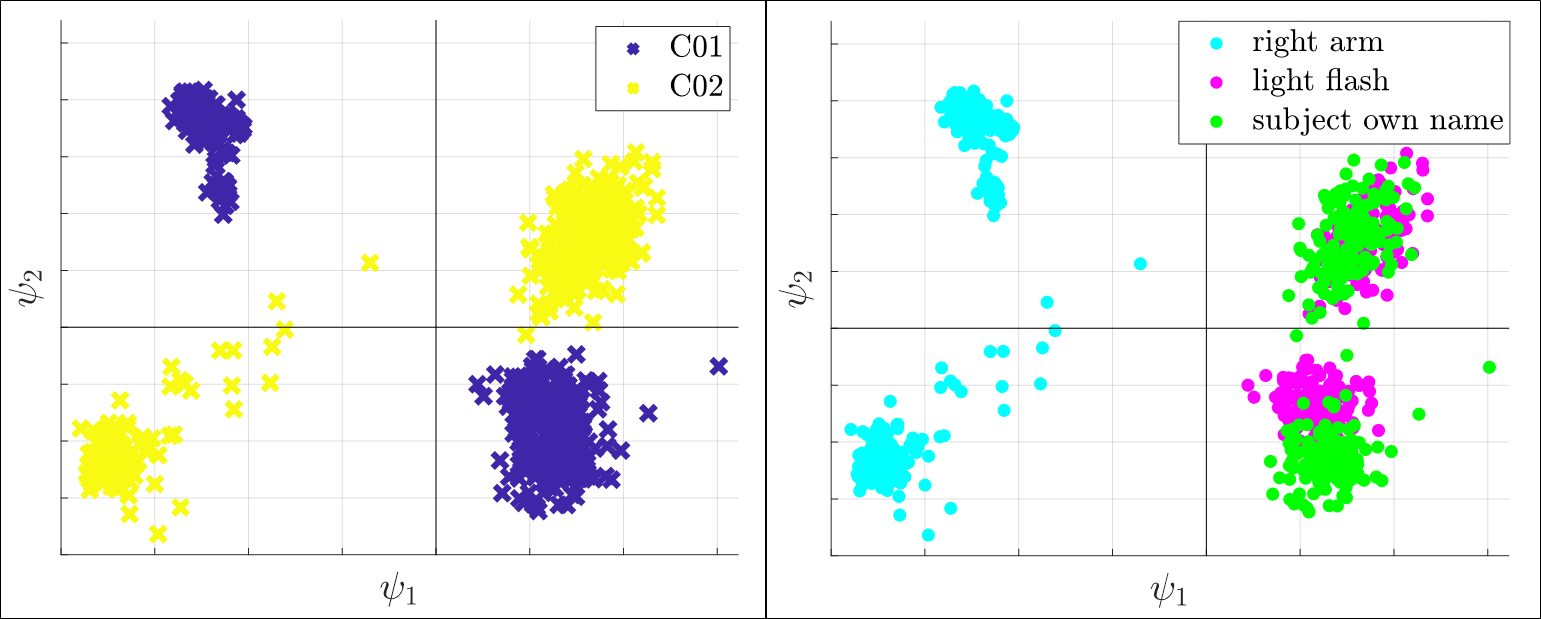 C01
C02
ψ₂
ψ₁
right arm
light flash
subject own name
ψ₂
ψ₁